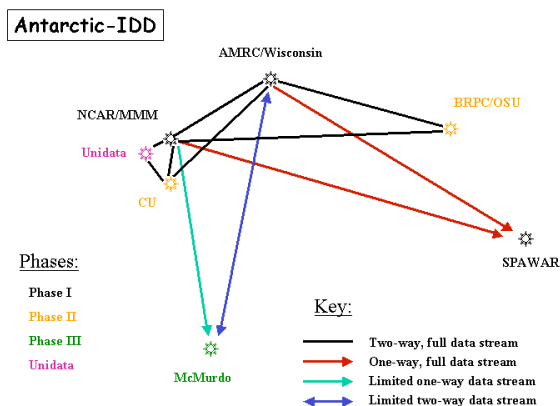 Antarctic-IDD
AMRC/Wisconsin
BRPC/OSU
NCAR/MMM
Unidata
CU
SPAWAR
McMurdo
Phases:
Phase I
Phase II
Phase III
Unidata
Key:
Two-way, full data stream
One-way, full data stream
Limited one-way data stream
Limited two-way data stream